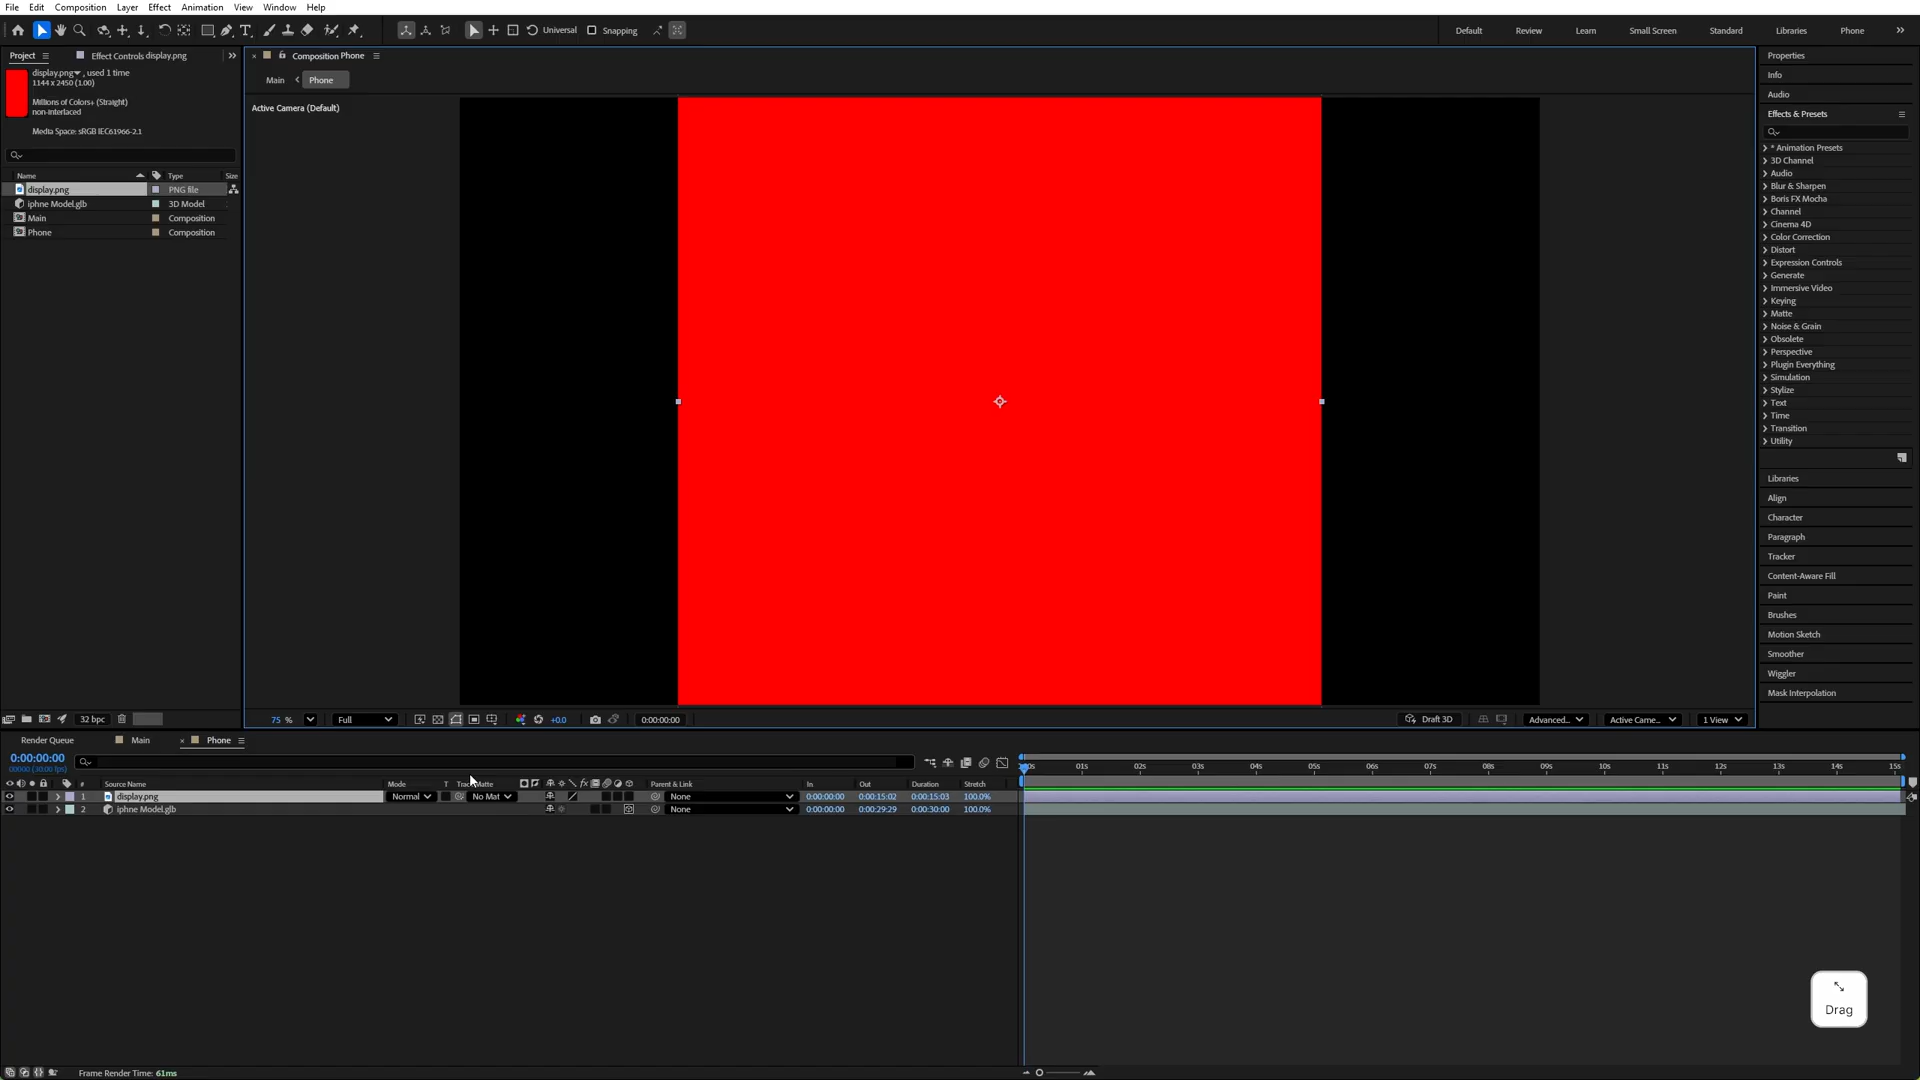 File Edit Composition Layer Effect Animation View Window Help
Universal Snapping Default Review Learn Small Screen Standard Libraries Phone
Project Effect Controls display.png
display.png , used 1 time
1144 x 2450 (1.00)
Millions of Colors+ (Straight)
non-interlaced
Media Space: sRGB IEC61966-2.1
Name Type Size
display.png PNG file
iphne Model.glb 3D Model
Main Composition
Phone Composition
32 bpc
Composition Phone
Main Phone
Active Camera (Default)
75 % Full +0.0 0:00:00:00 Draft 3D Advanced... Active Came... 1 View
Properties
Info
Audio
Effects & Presets
* Animation Presets
3D Channel
Audio
Blur & Sharpen
Boris FX Mocha
Channel
Cinema 4D
Color Correction
Distort
Expression Controls
Generate
Immersive Video
Keying
Matte
Noise & Grain
Obsolete
Perspective
Plugin Everything
Simulation
Stylize
Text
Time
Transition
Utility
Libraries
Align
Character
Paragraph
Tracker
Content-Aware Fill
Paint
Brushes
Motion Sketch
Smoother
Wiggler
Mask Interpolation
Render Queue Main Phone
0:00:00:00
00000 (30.00 fps)
01s 02s 03s 04s 05s 06s 07s 08s 09s 10s 11s 12s 13s 14s 15s
# Source Name Mode T Parent & Link In Out Duration Stretch
1 display.png Normal No Mat None 0:00:00:00 0:00:15:02 0:00:15:03 100.0%
2 iphne Model.glb None 0:00:00:00 0:00:29:29 0:00:30:00 100.0%
Drag
Frame Render Time: 61ms